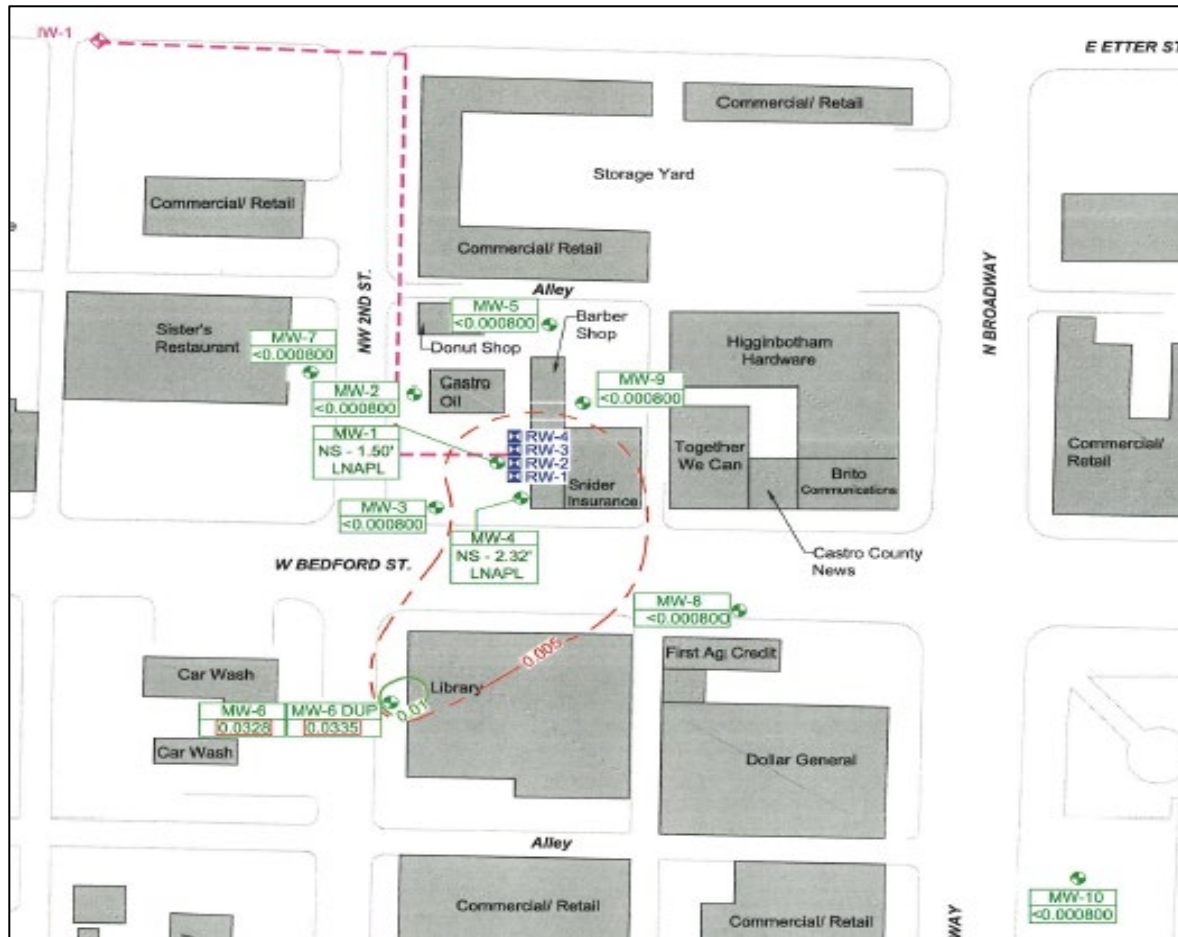 IW-1
E ETTER ST
Commercial/ Retail
Storage Yard
Commercial/ Retail
Commercial/ Retail
N BROADWAY
NW 2ND ST.
Alley
MW-5
<0.000800
Barber
Shop
Sister's
Restaurant
MW-7
<0.000800
Donut Shop
Higginbotham
Hardware
MW-2
<0.000800
Castro
Oil
MW-9
<0.000800
MW-1
NS - 1.50'
LNAPL
RW-4
RW-3
RW-2
RW-1
Together
We Can
Commercial/
Retail
Snider
Insurance
Brito
Communications
MW-3
<0.000800
MW-4
NS - 2.32'
LNAPL
Castro County
News
W BEDFORD ST.
MW-8
<0.000800
0.005
First Ag Credit
Car Wash
Library
MW-6
0.0328
MW-6 DUP
0.0335
0.01
Car Wash
Dollar General
Alley
MW-10
<0.000800
Commercial/ Retail
Commercial/ Retail
WAY